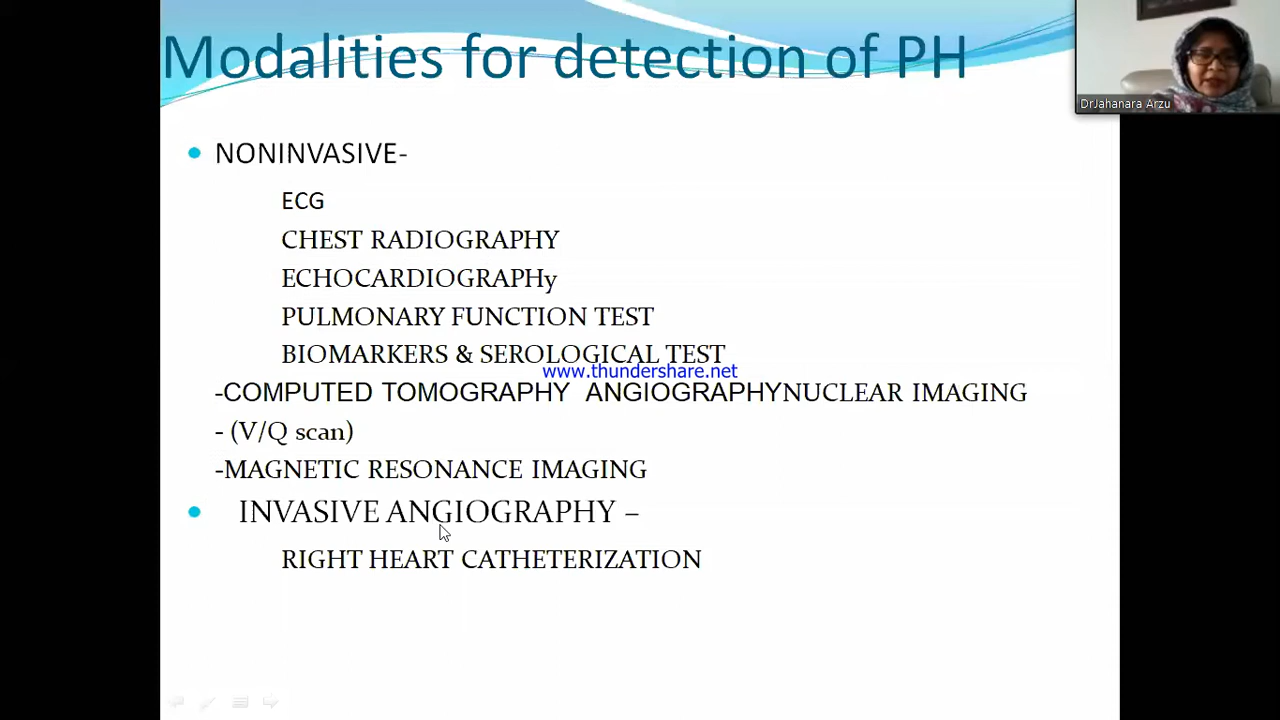 Modalities for detection of PH
DrJahanara Arzu
• NONINVASIVE-
ECG
CHEST RADIOGRAPHY
ECHOCARDIOGRAPHy
PULMONARY FUNCTION TEST
BIOMARKERS & SEROLOGICAL TEST
www.thundershare.net
-COMPUTED TOMOGRAPHY ANGIOGRAPHYNUCLEAR IMAGING
- (V/Q scan)
-MAGNETIC RESONANCE IMAGING
• INVASIVE ANGIOGRAPHY –
RIGHT HEART CATHETERIZATION